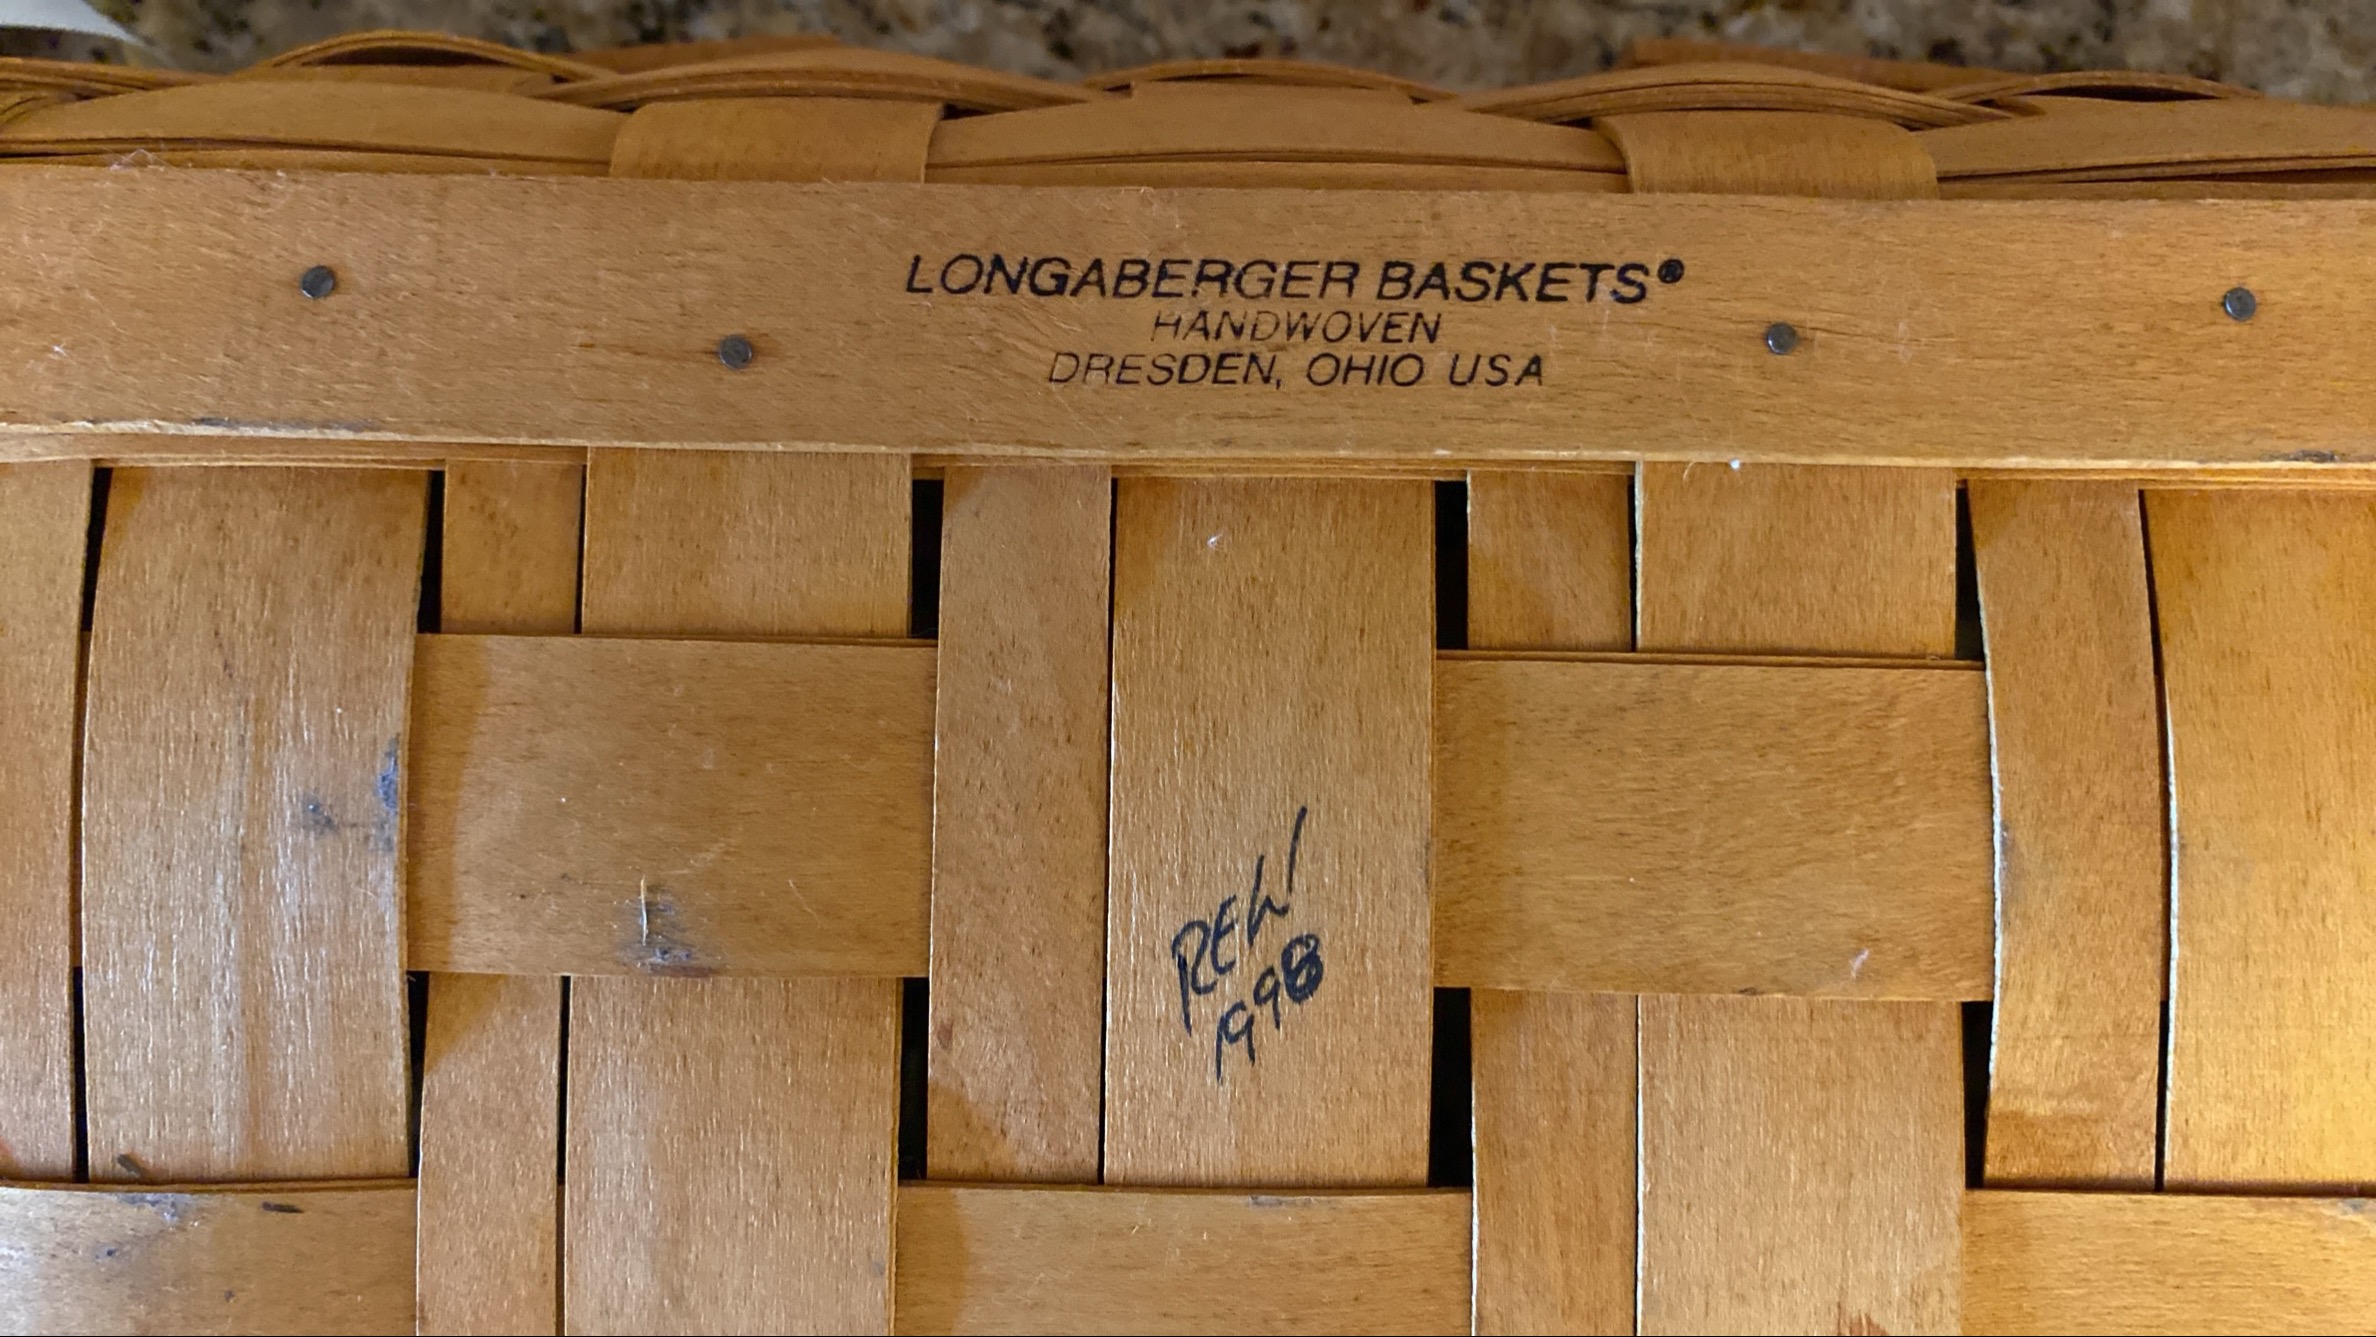 LONGABERGER BASKETS®
HANDWOVEN
DRESDEN, OHIO USA
REW
1998